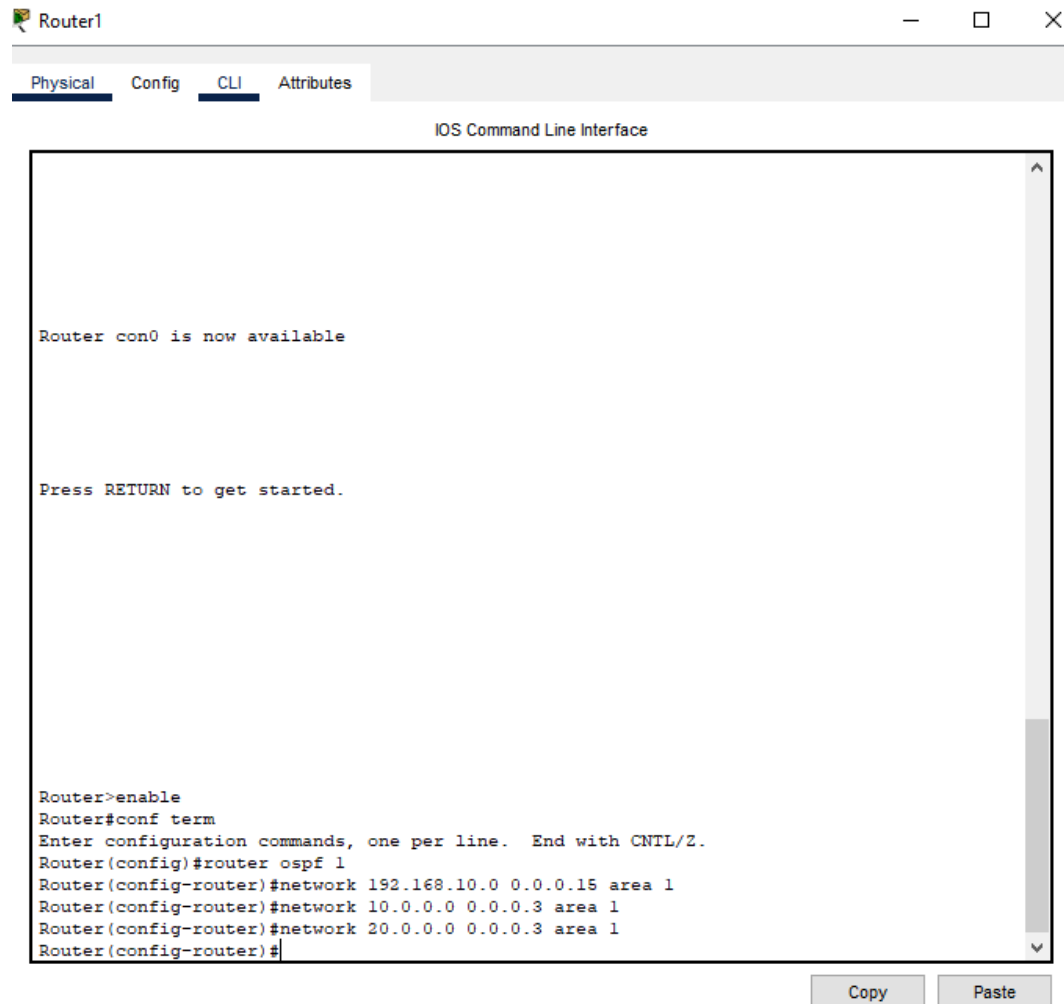 Router1
Physical Config CLI Attributes
IOS Command Line Interface
Router con0 is now available
Press RETURN to get started.
Router>enable
Router#conf term
Enter configuration commands, one per line.  End with CNTL/Z.
Router(config)#router ospf 1
Router(config-router)#network 192.168.10.0 0.0.0.15 area 1
Router(config-router)#network 10.0.0.0 0.0.0.3 area 1
Router(config-router)#network 20.0.0.0 0.0.0.3 area 1
Router(config-router)#
Copy Paste